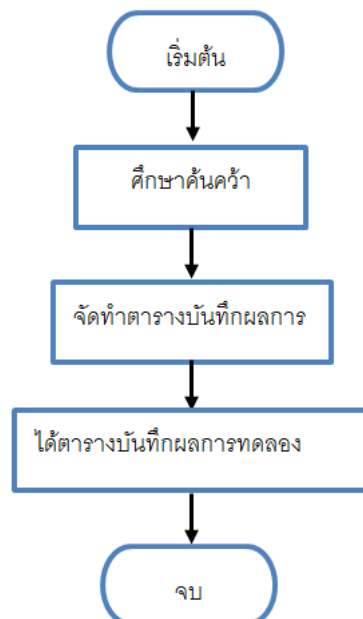 เริ่มต้น
ศึกษาค้นคว้า
จัดทำตารางบันทึกผลการ
ได้ตารางบันทึกผลการทดลอง
จบ